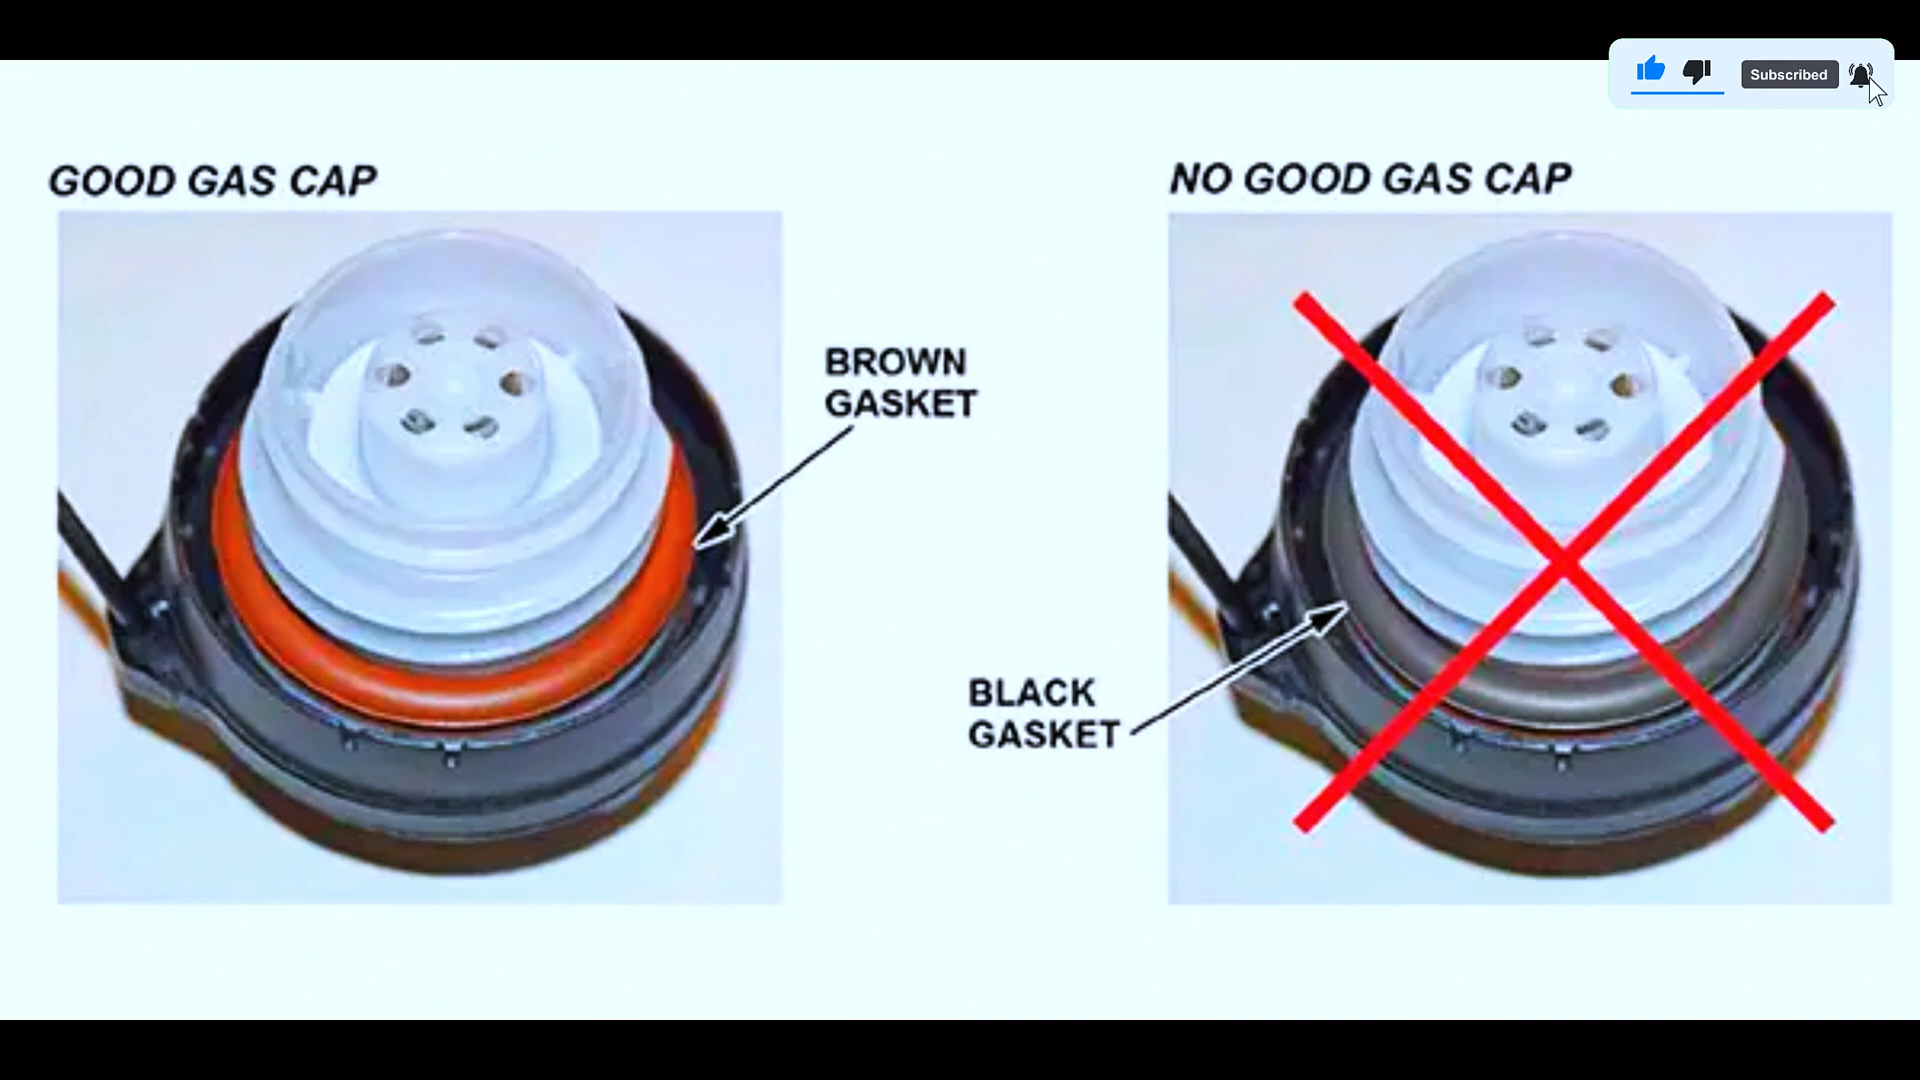 Subscribed
GOOD GAS CAP
NO GOOD GAS CAP
BROWN
GASKET
BLACK
GASKET